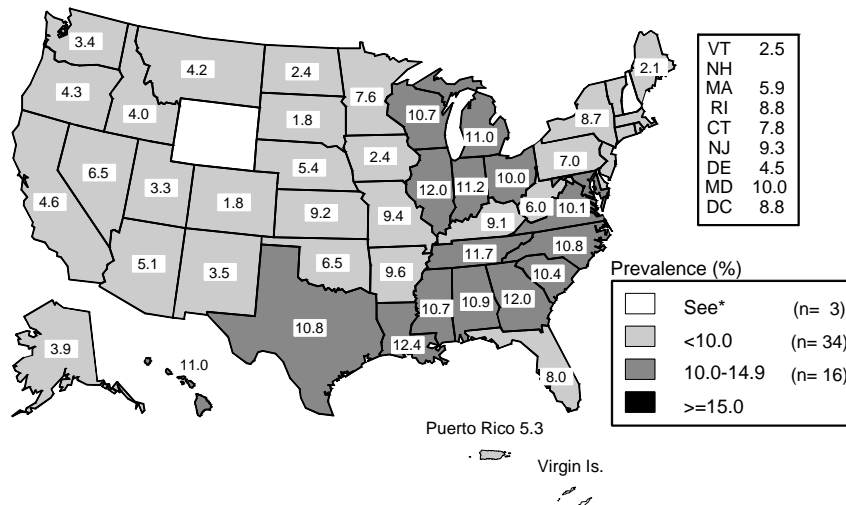 3.4
4.2
2.4
4.3
4.0
7.6
10.7
11.0
8.7
2.1
1.8
2.4
6.5
3.3
1.8
5.4
12.0
11.2
10.0
7.0
4.6
9.2
9.4
9.1
6.0
10.1
5.1
3.5
6.5
9.6
11.7
10.8
10.4
10.8
10.7
10.9
12.0
12.4
8.0
3.9
11.0
VT 2.5
NH
MA 5.9
RI 8.8
CT 7.8
NJ 9.3
DE 4.5
MD 10.0
DC 8.8
Prevalence (%)
See* (n= 3)
<10.0 (n= 34)
10.0-14.9 (n= 16)
>=15.0
Puerto Rico 5.3
Virgin Is.